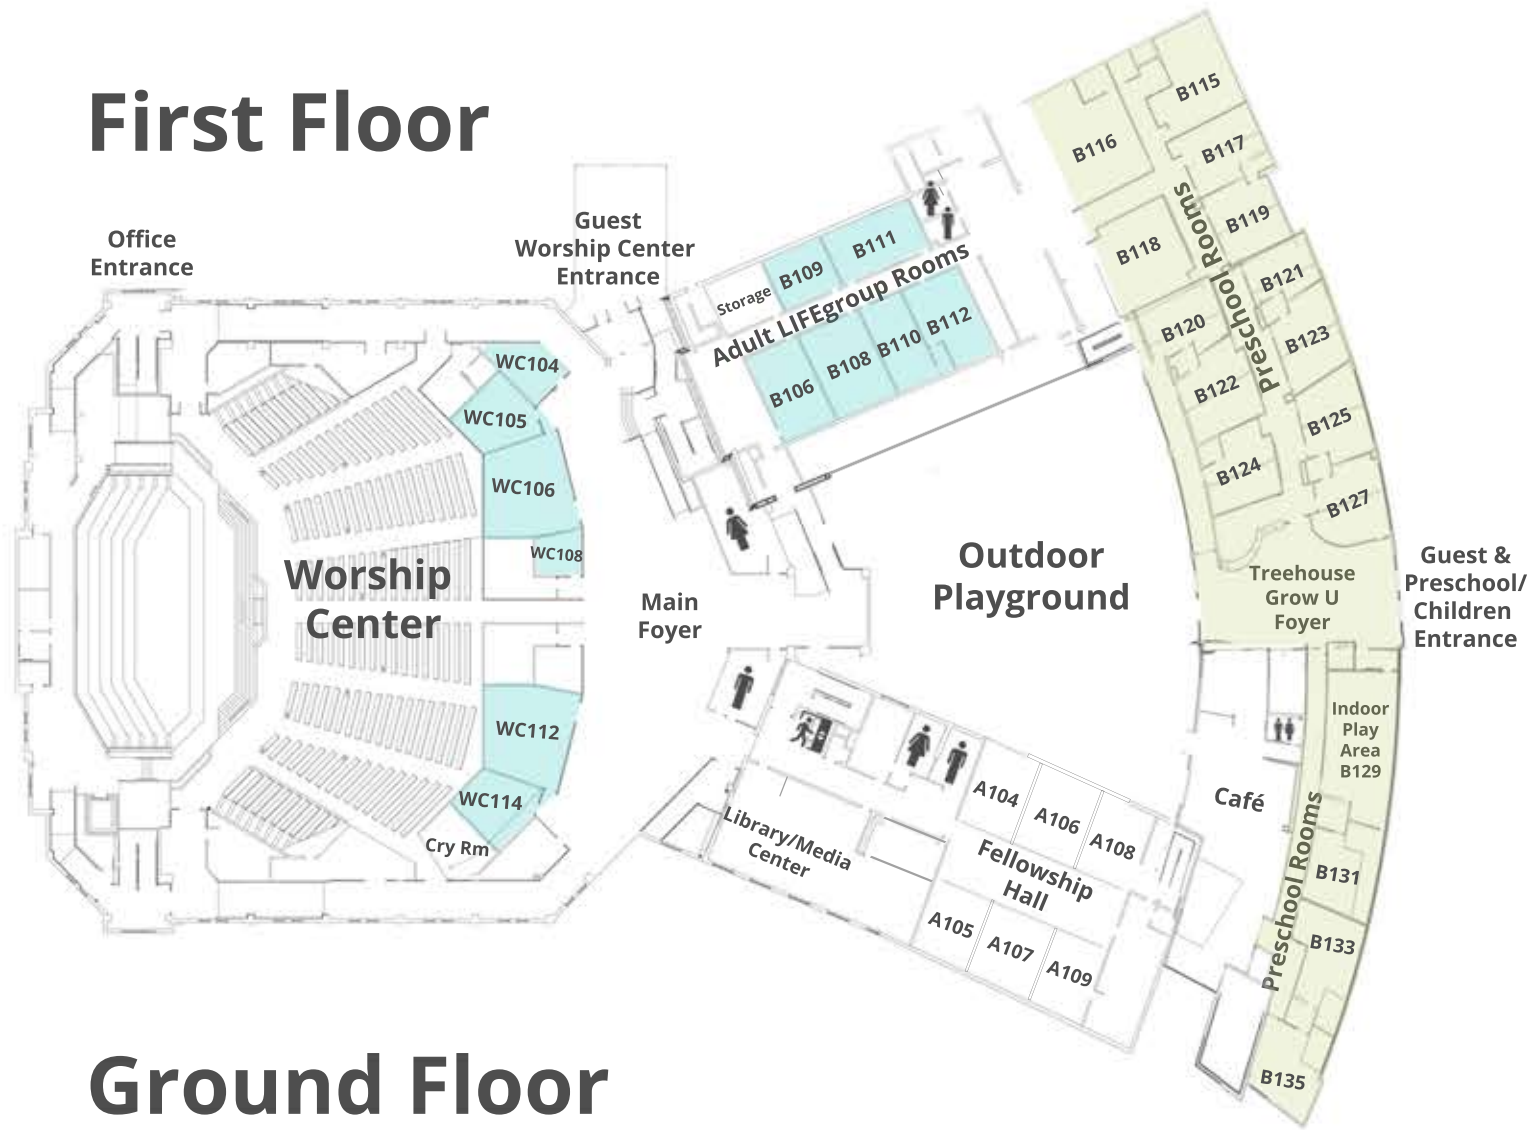 First Floor
Office
Entrance
Guest
Worship Center
Entrance
B115
B116
B117
B119
B118
Preschool Rooms
B121
B120
B123
B122
B125
B124
B127
B111
B109
Storage
Adult LIFEgroup Rooms
B112
B110
B108
B106
WC104
WC105
WC106
WC108
Worship
Center
Main
Foyer
Outdoor
Playground
Treehouse
Grow U
Foyer
Guest &
Preschool/
Children
Entrance
WC112
WC114
Cry Rm
Library/Media
Center
A104
A106
A108
Fellowship
Hall
A105
A107
A109
Café
Indoor
Play
Area
B129
Preschool Rooms
B131
B133
B135
Ground Floor